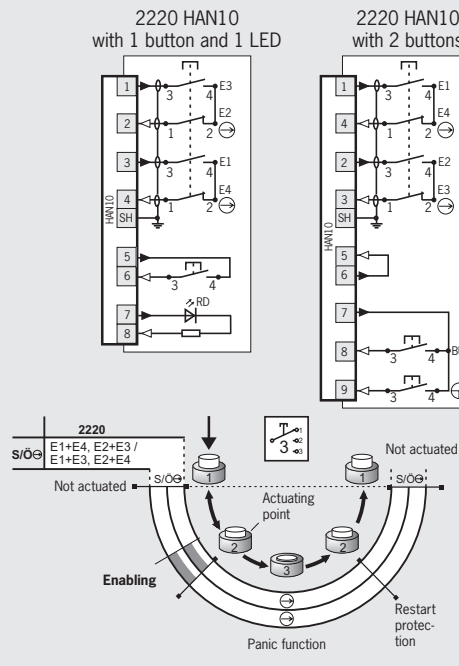 2220 HAN10
with 1 button and 1 LED
1
3
4
E3
2
1
2
E2
3
3
4
E1
4
1
2
E4
SH
HAN10
5
6
3
4
7
RD
8
2220 HAN10
with 2 buttons
1
3
4
E1
4
1
2
E4
2
3
4
E2
3
1
2
E3
SH
HAN10
5
6
7
8
3
4
9
3
4
2220
S/Ö
E1+E4, E2+E3 /
E1+E3, E2+E4
3
1
2
3
Not actuated
S/Ö
1
1
S/Ö
Not actuated
Actuating
point
2
2
3
Enabling
Panic function
Restart
protec-
tion